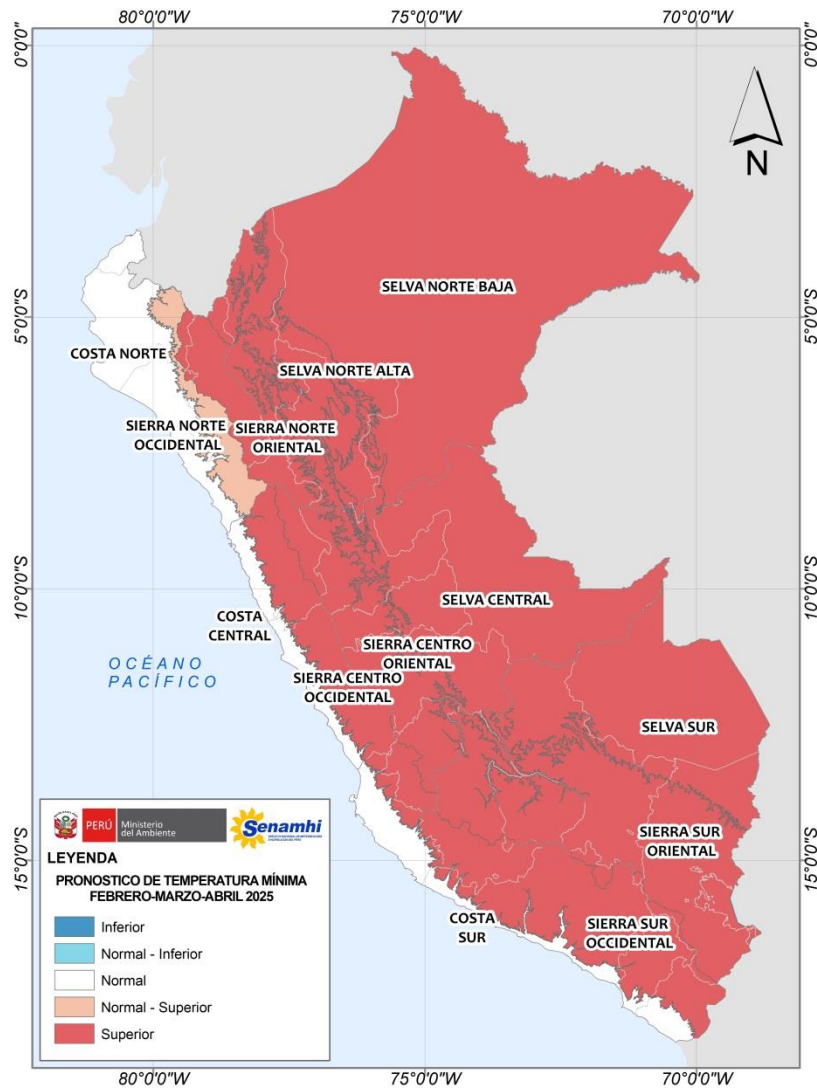 80°0'0"W
75°0'0"W
70°0'0"W
0°0'0"
0°0'0"
N
SELVA NORTE BAJA
5°0'0"S
5°0'0"S
COSTA NORTE
SELVA NORTE ALTA
SIERRA NORTE
OCCIDENTAL
SIERRA NORTE
ORIENTAL
10°0'0"S
10°0'0"S
SELVA CENTRAL
COSTA
CENTRAL
SIERRA CENTRO
ORIENTAL
OCÉANO
PACÍFICO
SIERRA CENTRO
OCCIDENTAL
SELVA SUR
SIERRA SUR
ORIENTAL
15°0'0"S
15°0'0"S
COSTA
SUR
SIERRA SUR
OCCIDENTAL
PERÚ
Ministerio
del Ambiente
Senamhi
LEYENDA
PRONOSTICO DE TEMPERATURA MÍNIMA
FEBRERO-MARZO-ABRIL 2025
Inferior
Normal - Inferior
Normal
Normal - Superior
Superior
80°0'0"W
75°0'0"W
70°0'0"W